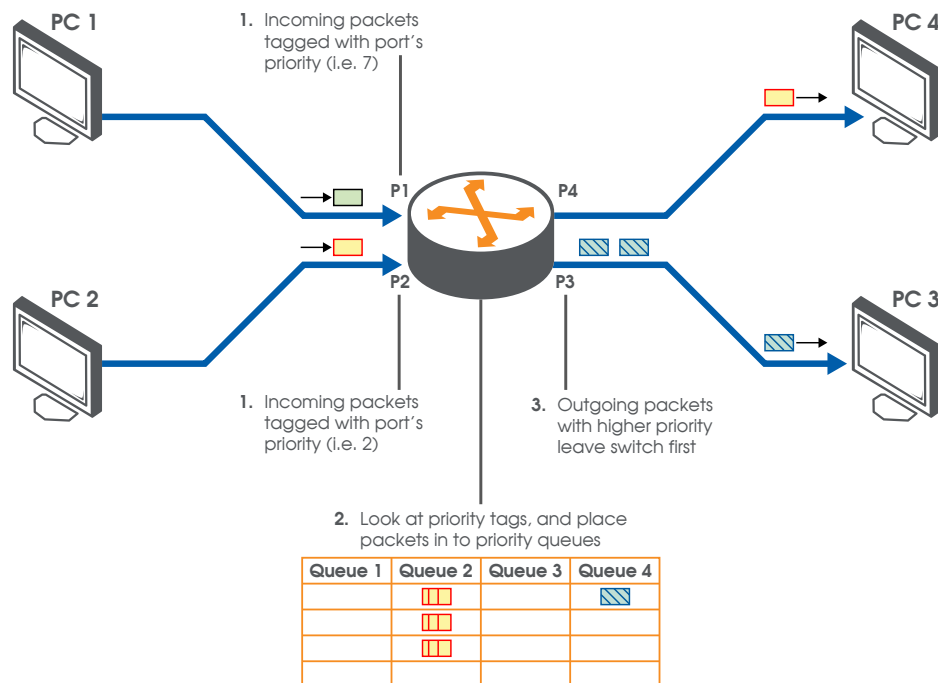 PC 1
1. Incoming packets
tagged with port's
priority (i.e. 7)
PC 4
P1
P4
P2
P3
PC 2
PC 3
1. Incoming packets
tagged with port's
priority (i.e. 2)
3. Outgoing packets
with higher priority
leave switch first
2. Look at priority tags, and place
packets in to priority queues
Queue 1 Queue 2 Queue 3 Queue 4